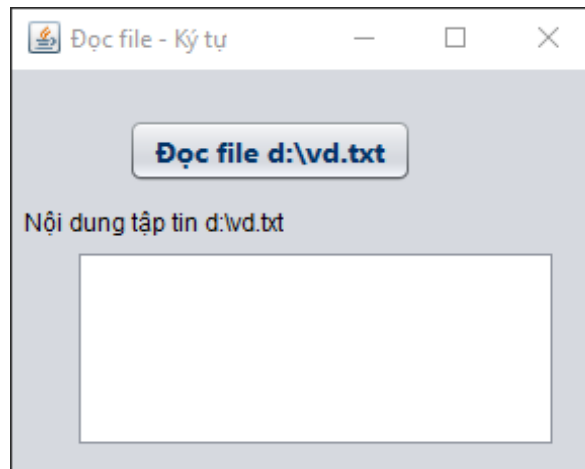 Đọc file - Ký tự
Đọc file d:\vd.txt
Nội dung tập tin d:\vd.txt